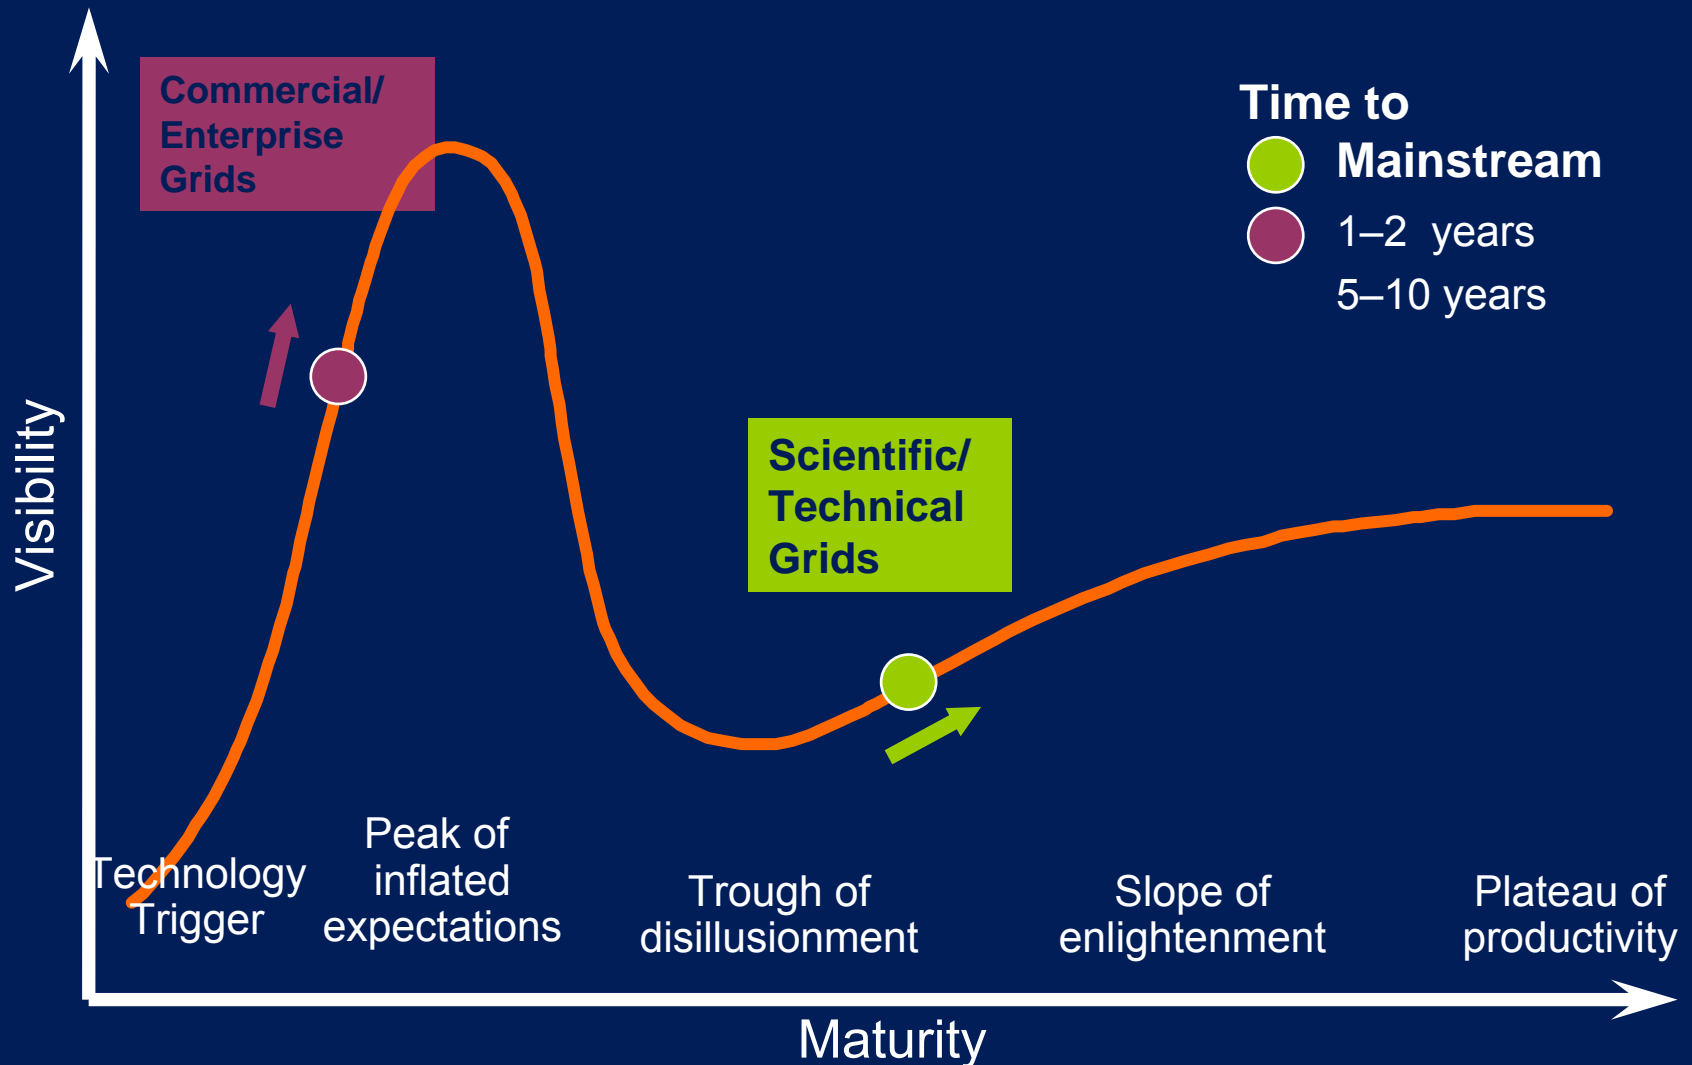 Commercial/
Enterprise
Grids
Time to
Mainstream
1–2 years
5–10 years
Scientific/
Technical
Grids
Visibility
Technology
Trigger
Peak of
inflated
expectations
Trough of
disillusionment
Slope of
enlightenment
Plateau of
productivity
Maturity